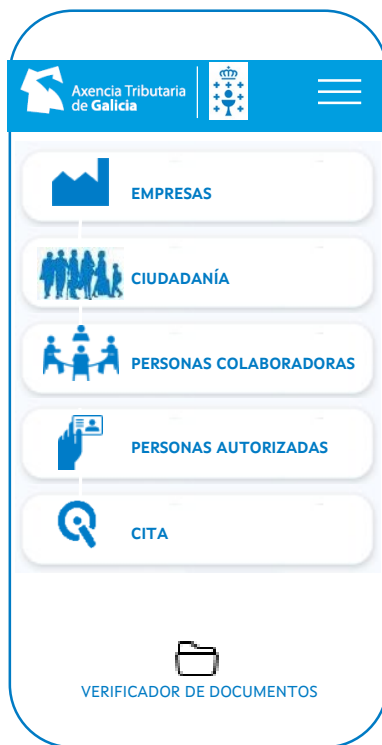 Axencia Tributaria
de Galicia
EMPRESAS
CIUDADANÍA
PERSONAS COLABORADORAS
PERSONAS AUTORIZADAS
CITA
VERIFICADOR DE DOCUMENTOS